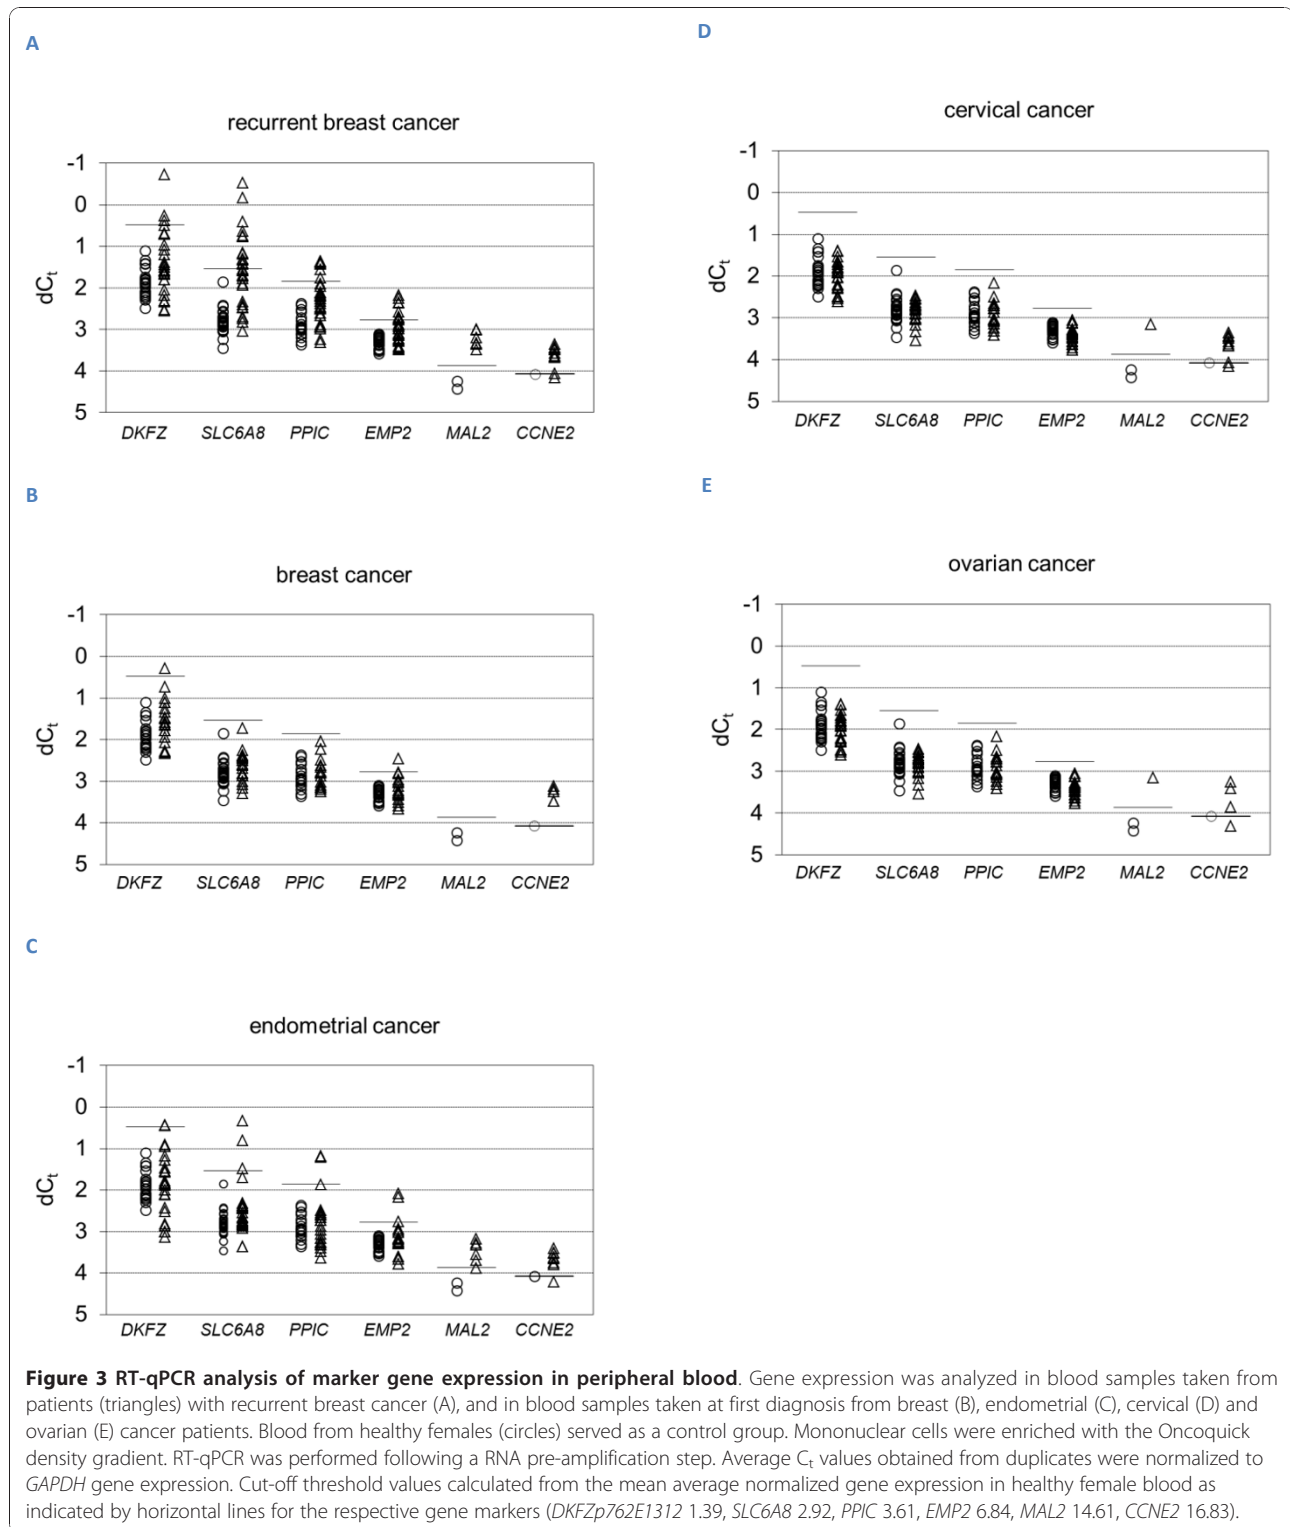 A
recurrent breast cancer
-1
0
1
2
3
4
5
dCt
DKFZ SLC6A8 PPIC EMP2 MAL2 CCNE2
B
breast cancer
-1
0
1
2
3
4
5
dCt
DKFZ SLC6A8 PPIC EMP2 MAL2 CCNE2
C
endometrial cancer
-1
0
1
2
3
4
5
dCt
DKFZ SLC6A8 PPIC EMP2 MAL2 CCNE2
D
cervical cancer
-1
0
1
2
3
4
5
dCt
DKFZ SLC6A8 PPIC EMP2 MAL2 CCNE2
E
ovarian cancer
-1
0
1
2
3
4
5
dCt
DKFZ SLC6A8 PPIC EMP2 MAL2 CCNE2
Figure 3 RT-qPCR analysis of marker gene expression in peripheral blood. Gene expression was analyzed in blood samples taken from
patients (triangles) with recurrent breast cancer (A), and in blood samples taken at first diagnosis from breast (B), endometrial (C), cervical (D) and
ovarian (E) cancer patients. Blood from healthy females (circles) served as a control group. Mononuclear cells were enriched with the Oncoquick
density gradient. RT-qPCR was performed following a RNA pre-amplification step. Average Ct values obtained from duplicates were normalized to
GAPDH gene expression. Cut-off threshold values calculated from the mean average normalized gene expression in healthy female blood as
indicated by horizontal lines for the respective gene markers (DKFZp762E1312 1.39, SLC6A8 2.92, PPIC 3.61, EMP2 6.84, MAL2 14.61, CCNE2 16.83).